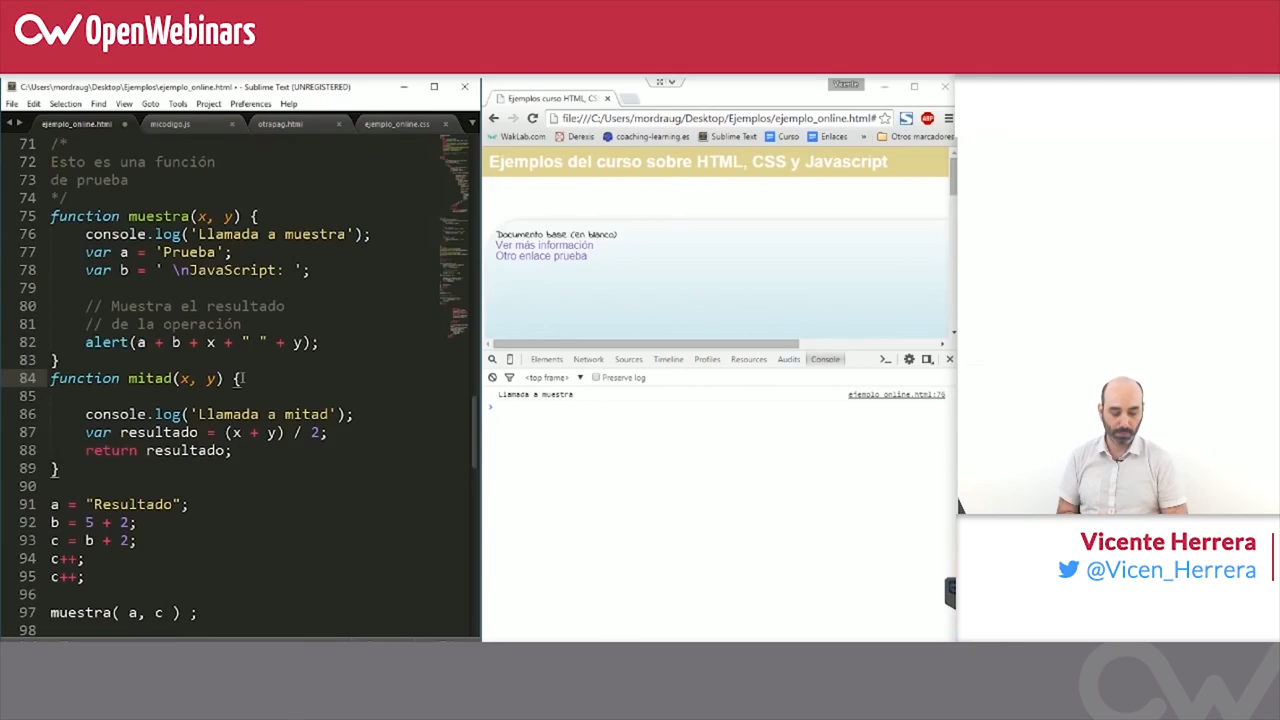 OpenWebinars
C:\Users\mordraug\Desktop\Ejemplos\ejemplo_online.html • - Sublime Text (UNREGISTERED)
File Edit Selection Find View Goto Tools Project Preferences Help
ejemplo_online.html micodigo.js otrapag.html ejemplo_online.css
71 /*
72 Esto es una función
73 de prueba
74 */
75 function muestra(x, y) {
76 console.log('Llamada a muestra');
77 var a = 'Prueba';
78 var b = ' \nJavaScript: ';
79
80 // Muestra el resultado
81 // de la operación
82 alert(a + b + x + " " + y);
83 }
84 function mitad(x, y) {
85
86 console.log('Llamada a mitad');
87 var resultado = (x + y) / 2;
88 return resultado;
89 }
90
91 a = "Resultado";
92 b = 5 + 2;
93 c = b + 2;
94 c++;
95 c++;
96
97 muestra( a, c ) ;
98
Vicente
Ejemplos curso HTML, CS
file:///C:/Users/mordraug/Desktop/Ejemplos/ejemplo_online.html#
ABP
WakLab.com Derexis coaching-learning.es Sublime Text Curso Enlaces » Otros marcadores
Ejemplos del curso sobre HTML, CSS y Javascript
Documento base (en blanco)
Ver más información
Otro enlace prueba
Elements Network Sources Timeline Profiles Resources Audits Console
<top frame> Preserve log
Llamada a muestra ejemplo_online.html:76
Vicente Herrera
@Vicen_Herrera